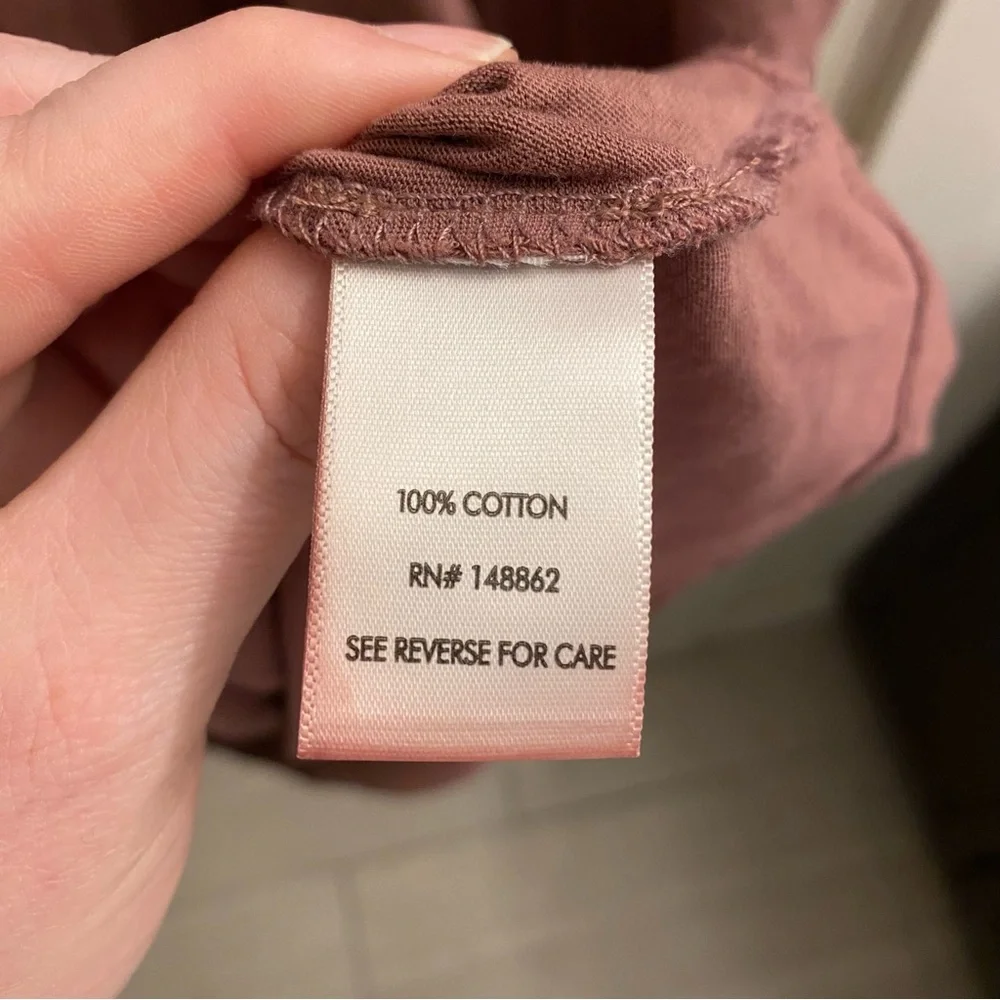 100% COTTON
RN# 148862
SEE REVERSE FOR CARE